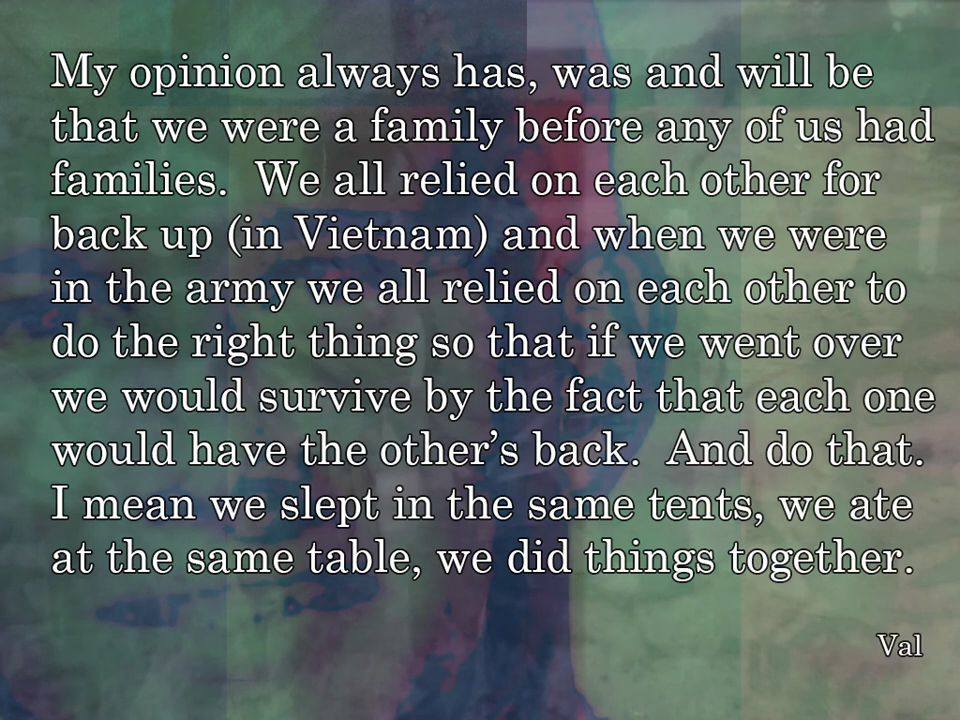 My opinion always has, was and will be
that we were a family before any of us had
families.  We all relied on each other for
back up (in Vietnam) and when we were
in the army we all relied on each other to
do the right thing so that if we went over
we would survive by the fact that each one
would have the other’s back.  And do that.
I mean we slept in the same tents, we ate
at the same table, we did things together.
Val